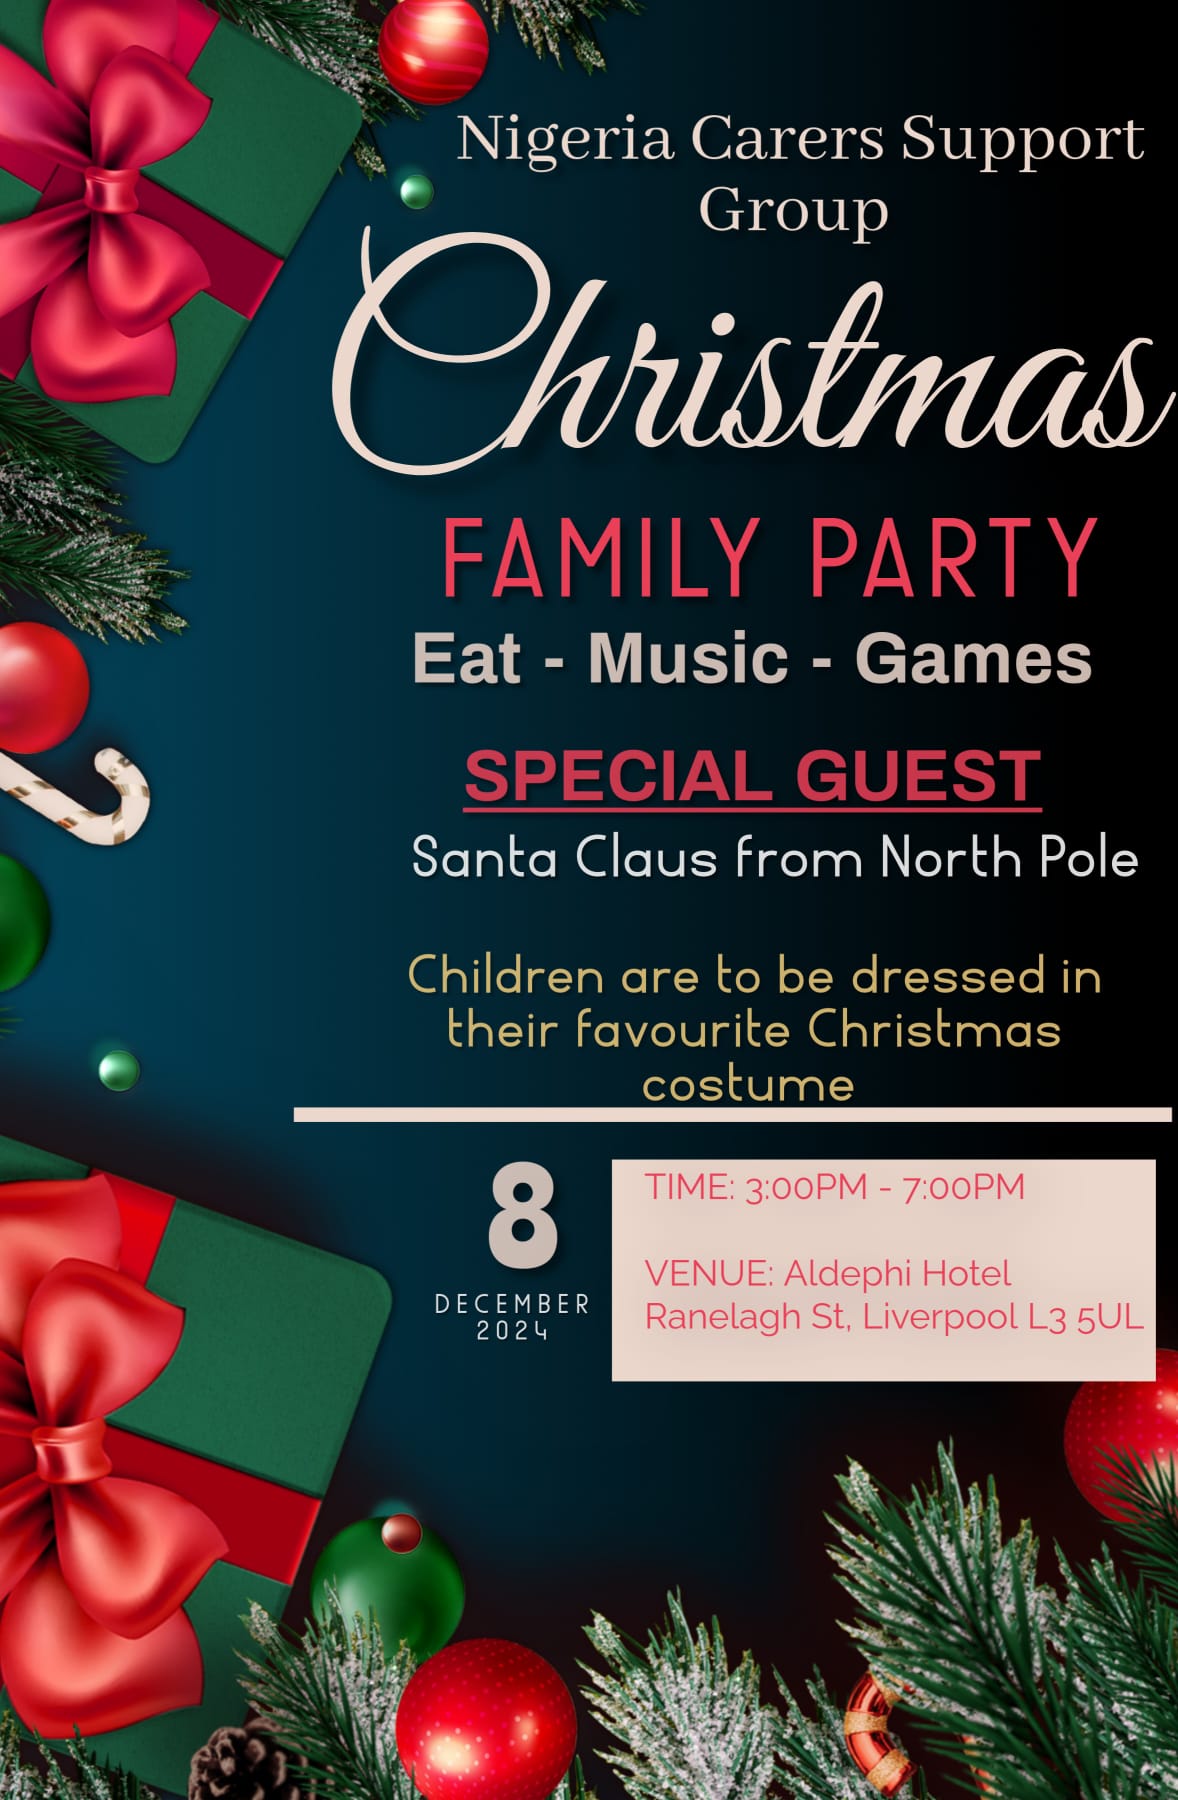 Nigeria Carers Support
Group
Christmas
FAMILY PARTY
Eat - Music - Games
SPECIAL GUEST
Santa Claus from North Pole
Children are to be dressed in
their favourite Christmas
costume
8
DECEMBER
2024
TIME: 3:00PM - 7:00PM
VENUE: Aldephi Hotel
Ranelagh St, Liverpool L3 5UL